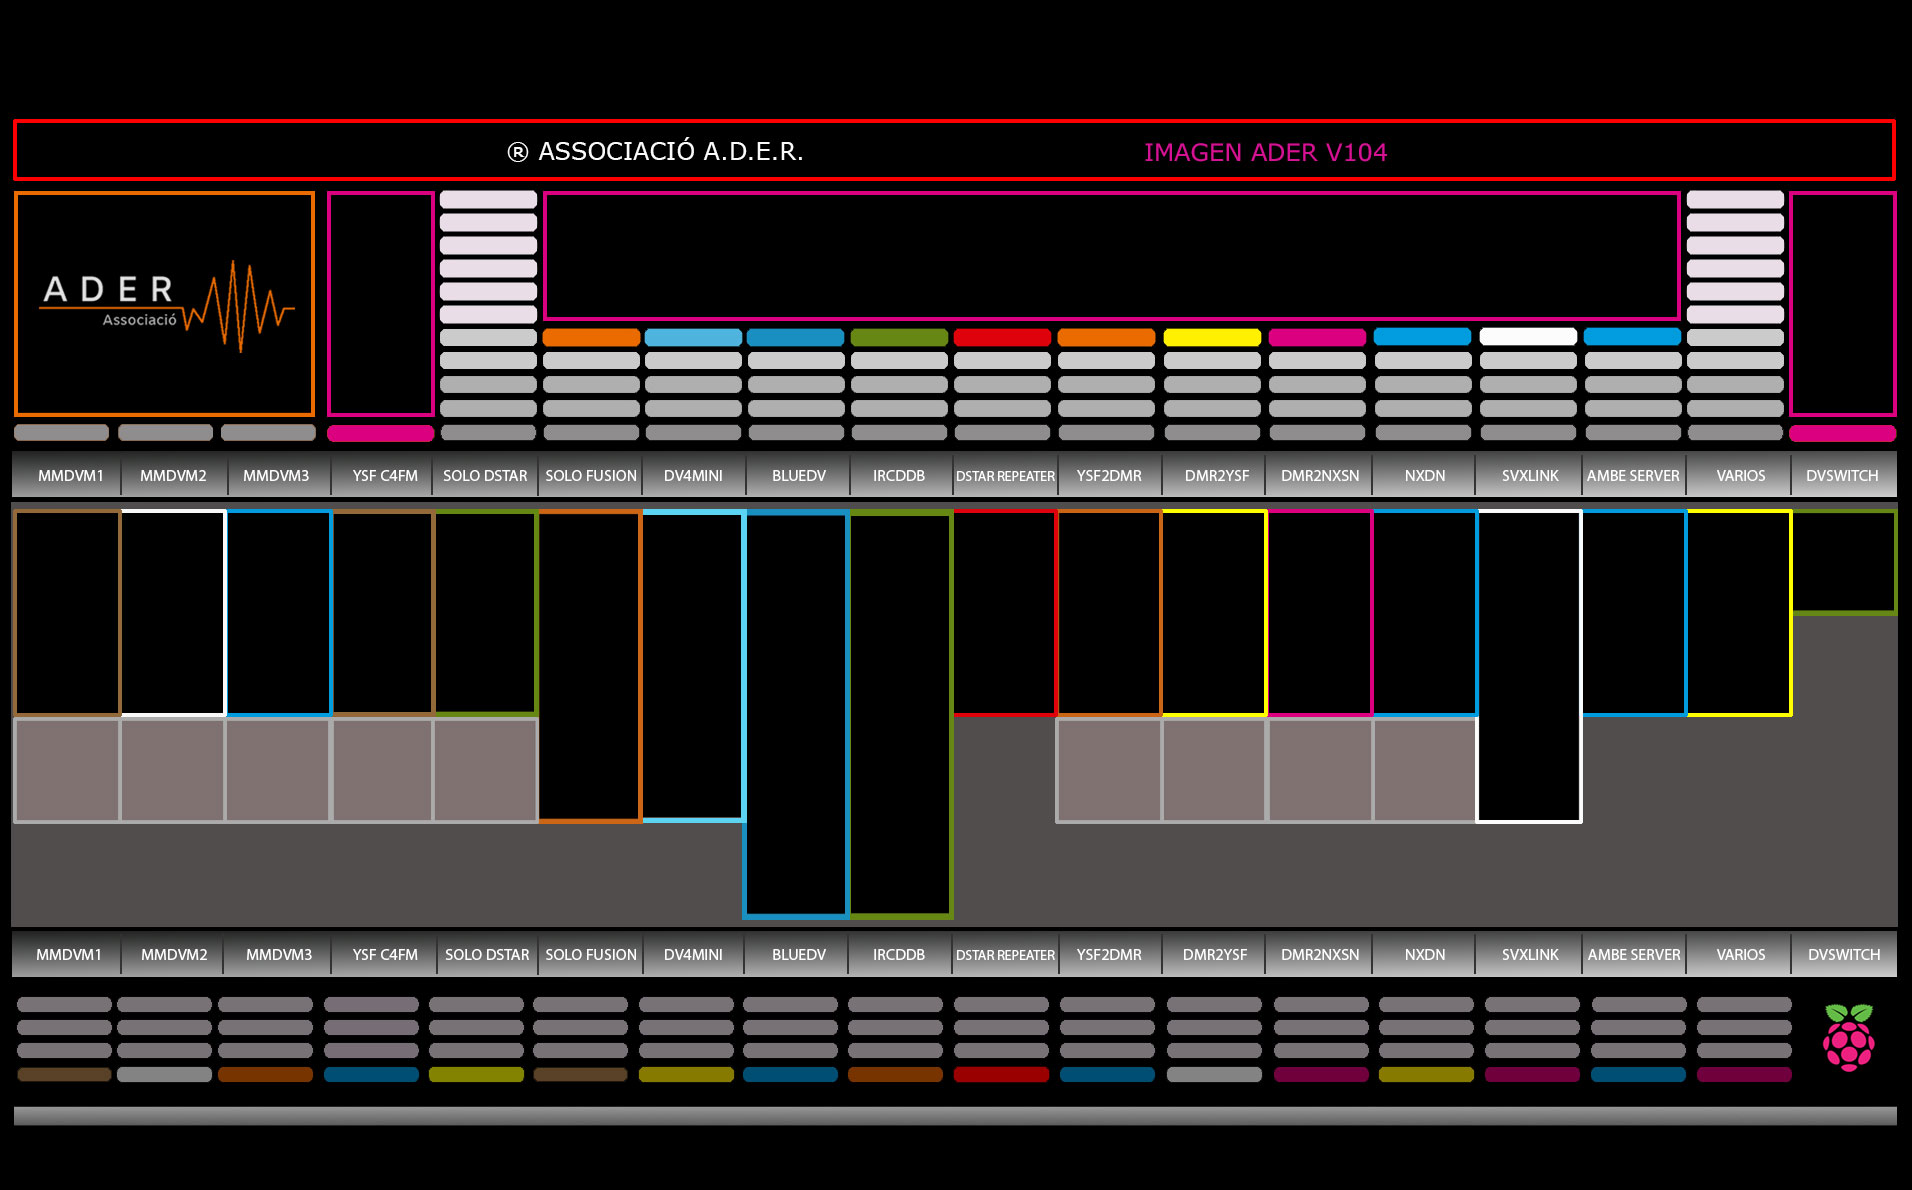 ® ASSOCIACIÓ A.D.E.R. IMAGEN ADER V104
ADER
Associació
MMDVM1 MMDVM2 MMDVM3 YSF C4FM SOLO DSTAR SOLO FUSION DV4MINI BLUEDV IRCDDB DSTAR REPEATER YSF2DMR DMR2YSF DMR2NXSN NXDN SVXLINK AMBE SERVER VARIOS DVSWITCH
MMDVM1 MMDVM2 MMDVM3 YSF C4FM SOLO DSTAR SOLO FUSION DV4MINI BLUEDV IRCDDB DSTAR REPEATER YSF2DMR DMR2YSF DMR2NXSN NXDN SVXLINK AMBE SERVER VARIOS DVSWITCH